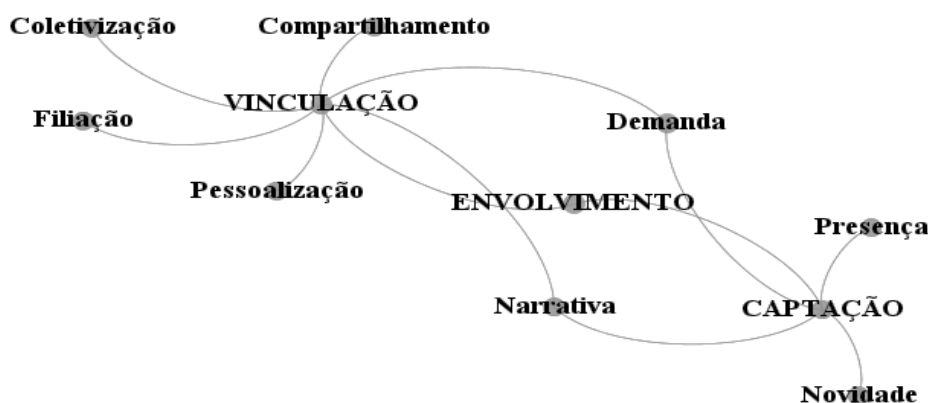 Coletivização
Compartilhamento
VINCULAÇÃO
Filiação
Demanda
Pessoalização
ENVOLVIMENTO
Presença
Narrativa
CAPTAÇÃO
Novidade